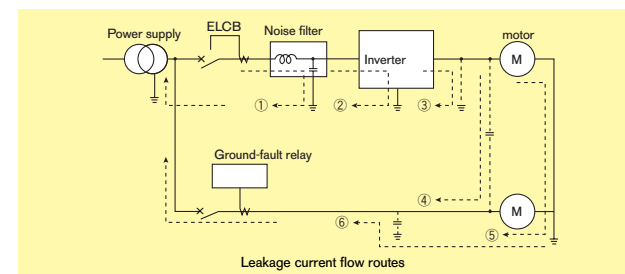 ELCB
Power supply
Noise filter
motor
Inverter
M
①
②
③
Ground-fault relay
④
M
⑥
⑤
Leakage current flow routes